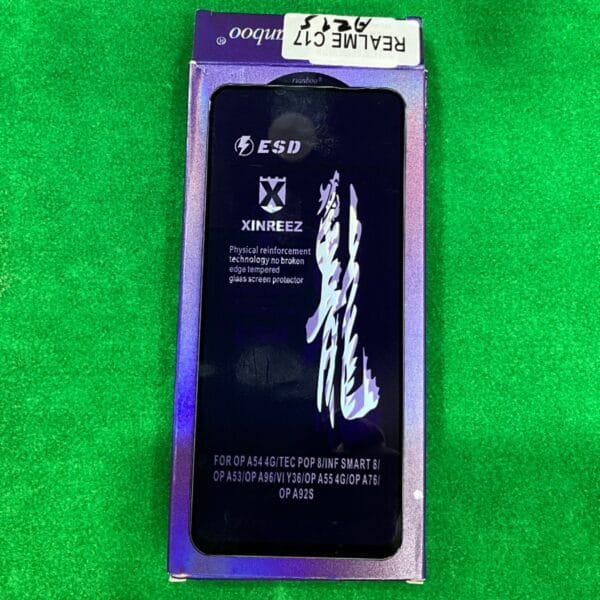 REALME C17
A21S
runboo®
ESD
X
XINREEZ
Physical reinforcement
technology no broken
edge tempered
glass screen protector
龍
FOR OP A54 4G/TEC POP 8/INF SMART 8/
OP A53/OP A96/VI Y36/OP A55 4G/OP A76/
OP A92S